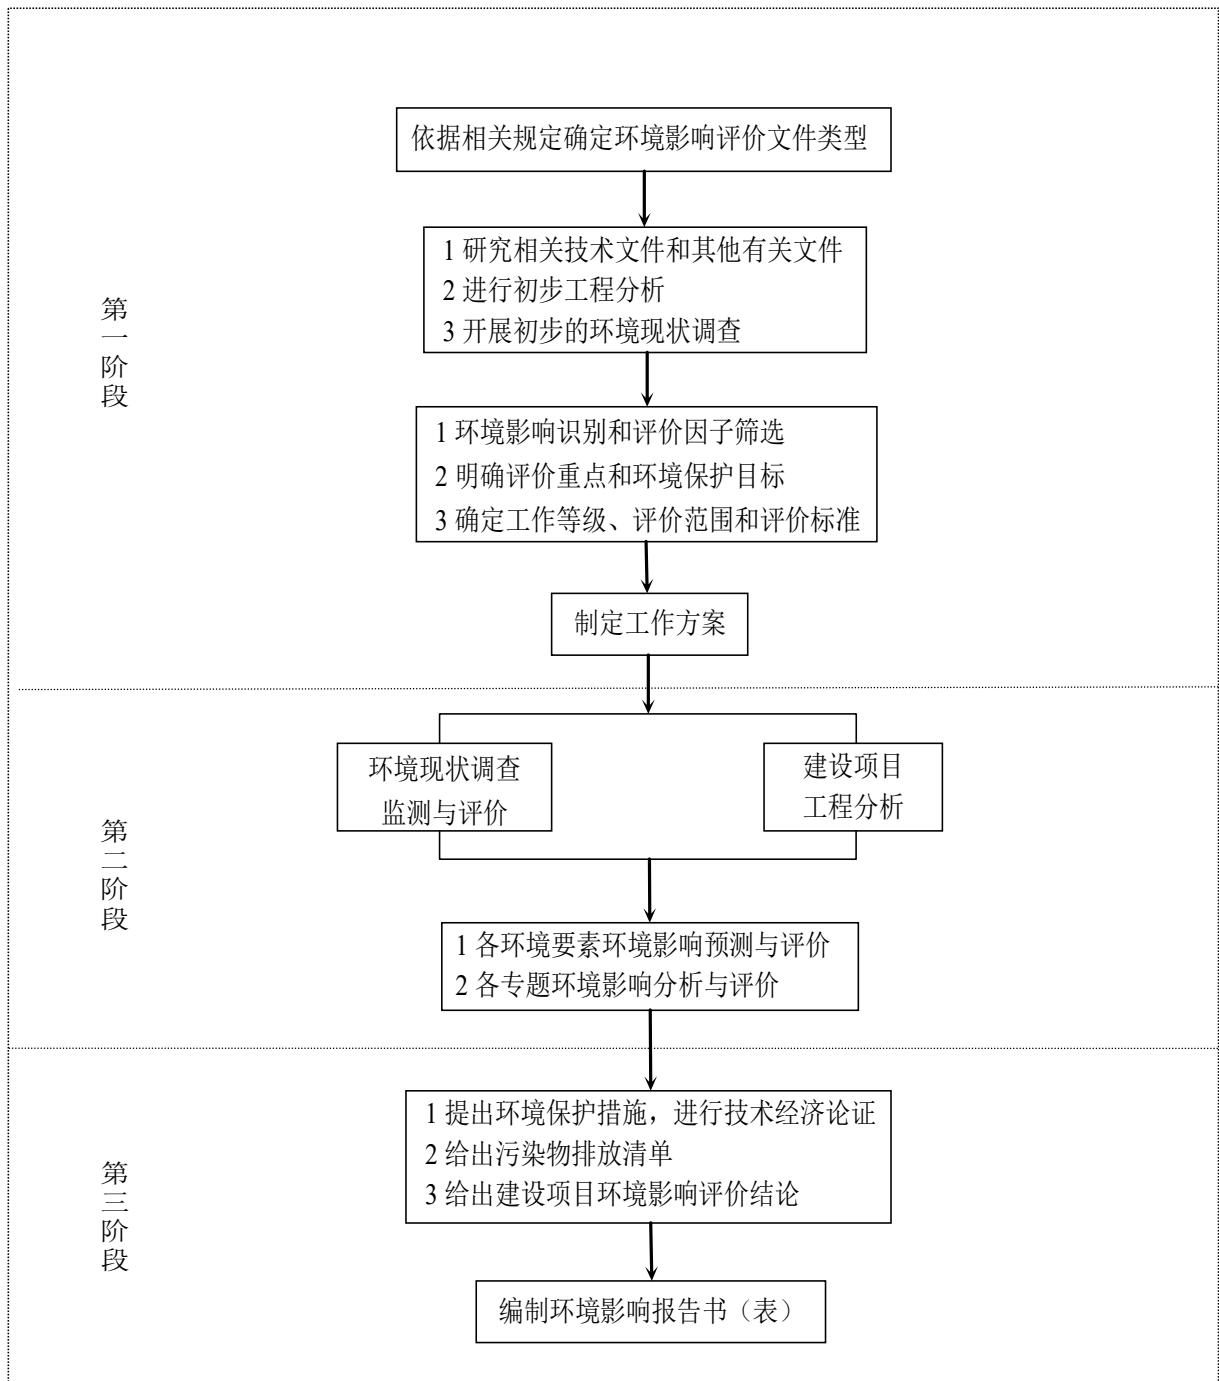 依据相关规定确定环境影响评价文件类型
1 研究相关技术文件和其他有关文件
2 进行初步工程分析
3 开展初步的环境现状调查
第一阶段
1 环境影响识别和评价因子筛选
2 明确评价重点和环境保护目标
3 确定工作等级、评价范围和评价标准
制定工作方案
环境现状调查
监测与评价
建设项目
工程分析
第二阶段
1 各环境要素环境影响预测与评价
2 各专题环境影响分析与评价
1 提出环境保护措施，进行技术经济论证
2 给出污染物排放清单
3 给出建设项目环境影响评价结论
第三阶段
编制环境影响报告书（表）